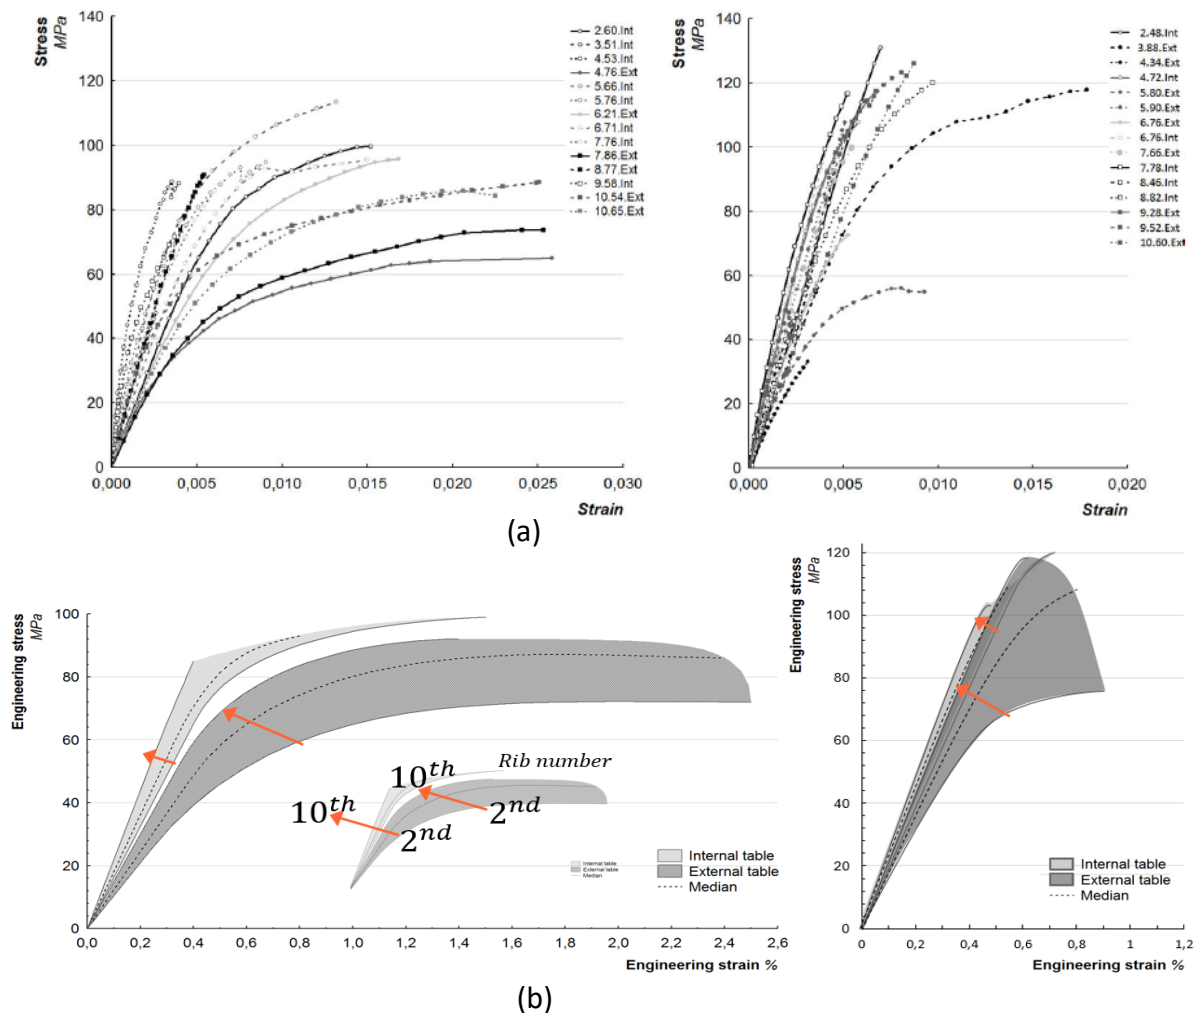 Stress
MPa
140
120
100
80
60
40
20
0
0,000
0,005
0,010
0,015
0,020
0,025
0,030
Strain
2.60.Int
3.51.Int
4.53.Int
4.76.Ext
5.66.Int
5.76.Int
6.21.Ext
6.71.Int
7.76.Int
7.86.Ext
8.77.Ext
9.58.Int
10.54.Ext
10.65.Ext
Stress
MPa
140
120
100
80
60
40
20
0
0,000
0,005
0,010
0,015
0,020
Strain
2.48.Int
3.88.Ext
4.34.Ext
4.72.Int
5.80.Ext
5.90.Ext
6.76.Ext
6.76.Int
7.66.Ext
7.78.Int
8.46.Int
8.82.Int
9.28.Ext
9.52.Ext
10.60.Ext
(a)
Engineering stress
MPa
100
80
60
40
20
0
0,0
0,2
0,4
0,6
0,8
1,0
1,2
1,4
1,6
1,8
2,0
2,2
2,4
2,6
Engineering strain %
Rib number
10th
10th
2nd
2nd
Internal table
External table
Median
Internal table
External table
Median
Engineering stress
MPa
120
100
80
60
40
20
0
0
0,2
0,4
0,6
0,8
1
1,2
Engineering strain %
Internal table
External table
Median
(b)